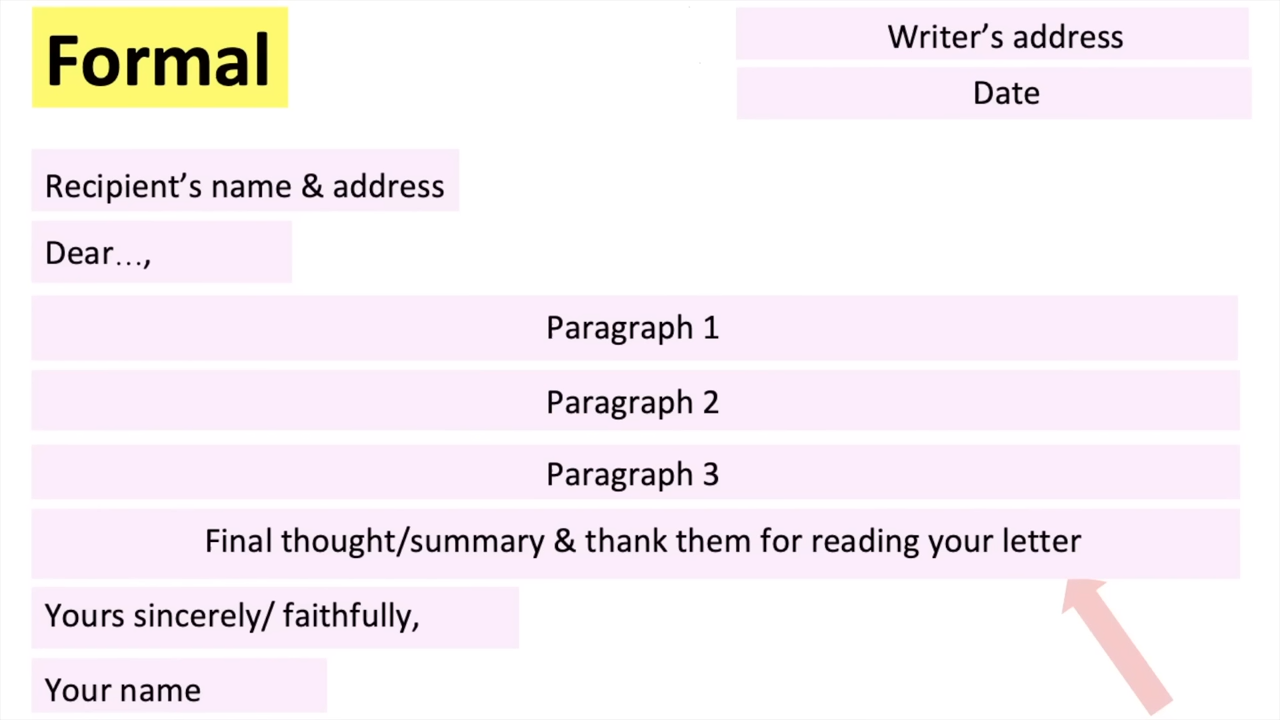 Formal
Writer’s address
Date
Recipient’s name & address
Dear…,
Paragraph 1
Paragraph 2
Paragraph 3
Final thought/summary & thank them for reading your letter
Yours sincerely/ faithfully,
Your name